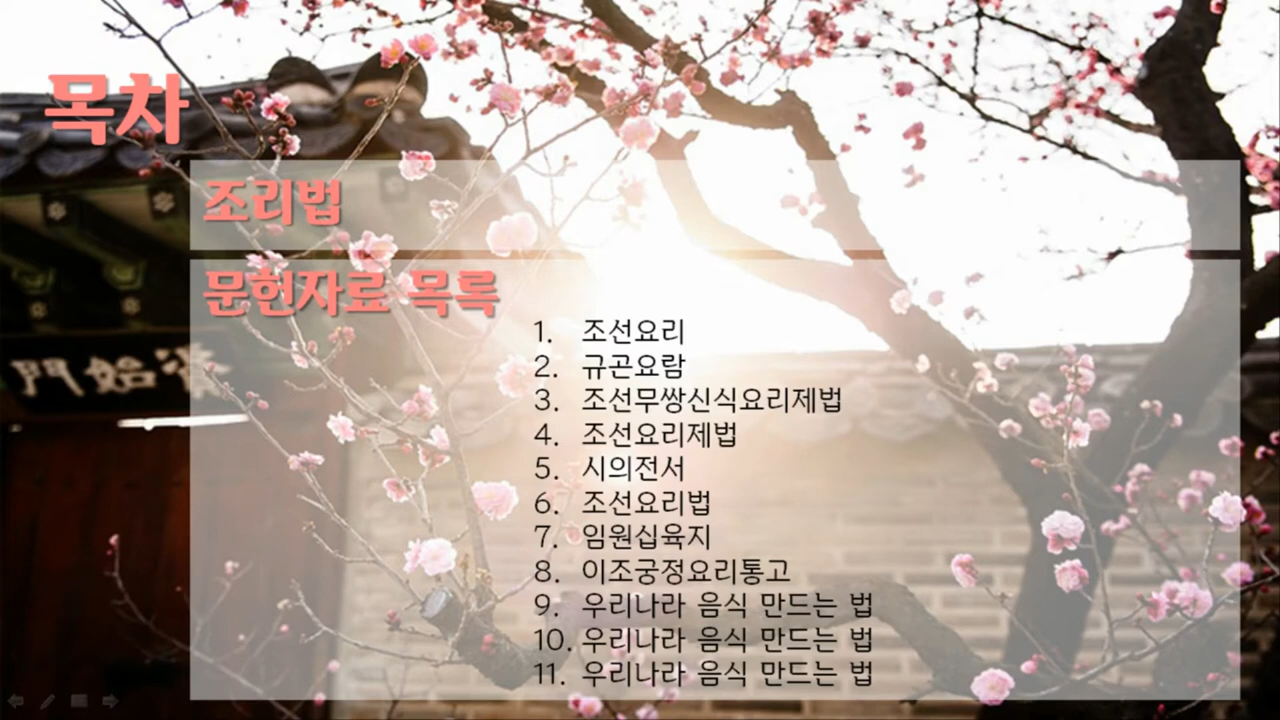 목차
조리법
문헌자료 목록
1. 조선요리
2. 규곤요람
3. 조선무쌍신식요리제법
4. 조선요리제법
5. 시의전서
6. 조선요리법
7. 임원십육지
8. 이조궁정요리통고
9. 우리나라 음식 만드는 법
10. 우리나라 음식 만드는 법
11. 우리나라 음식 만드는 법
門始